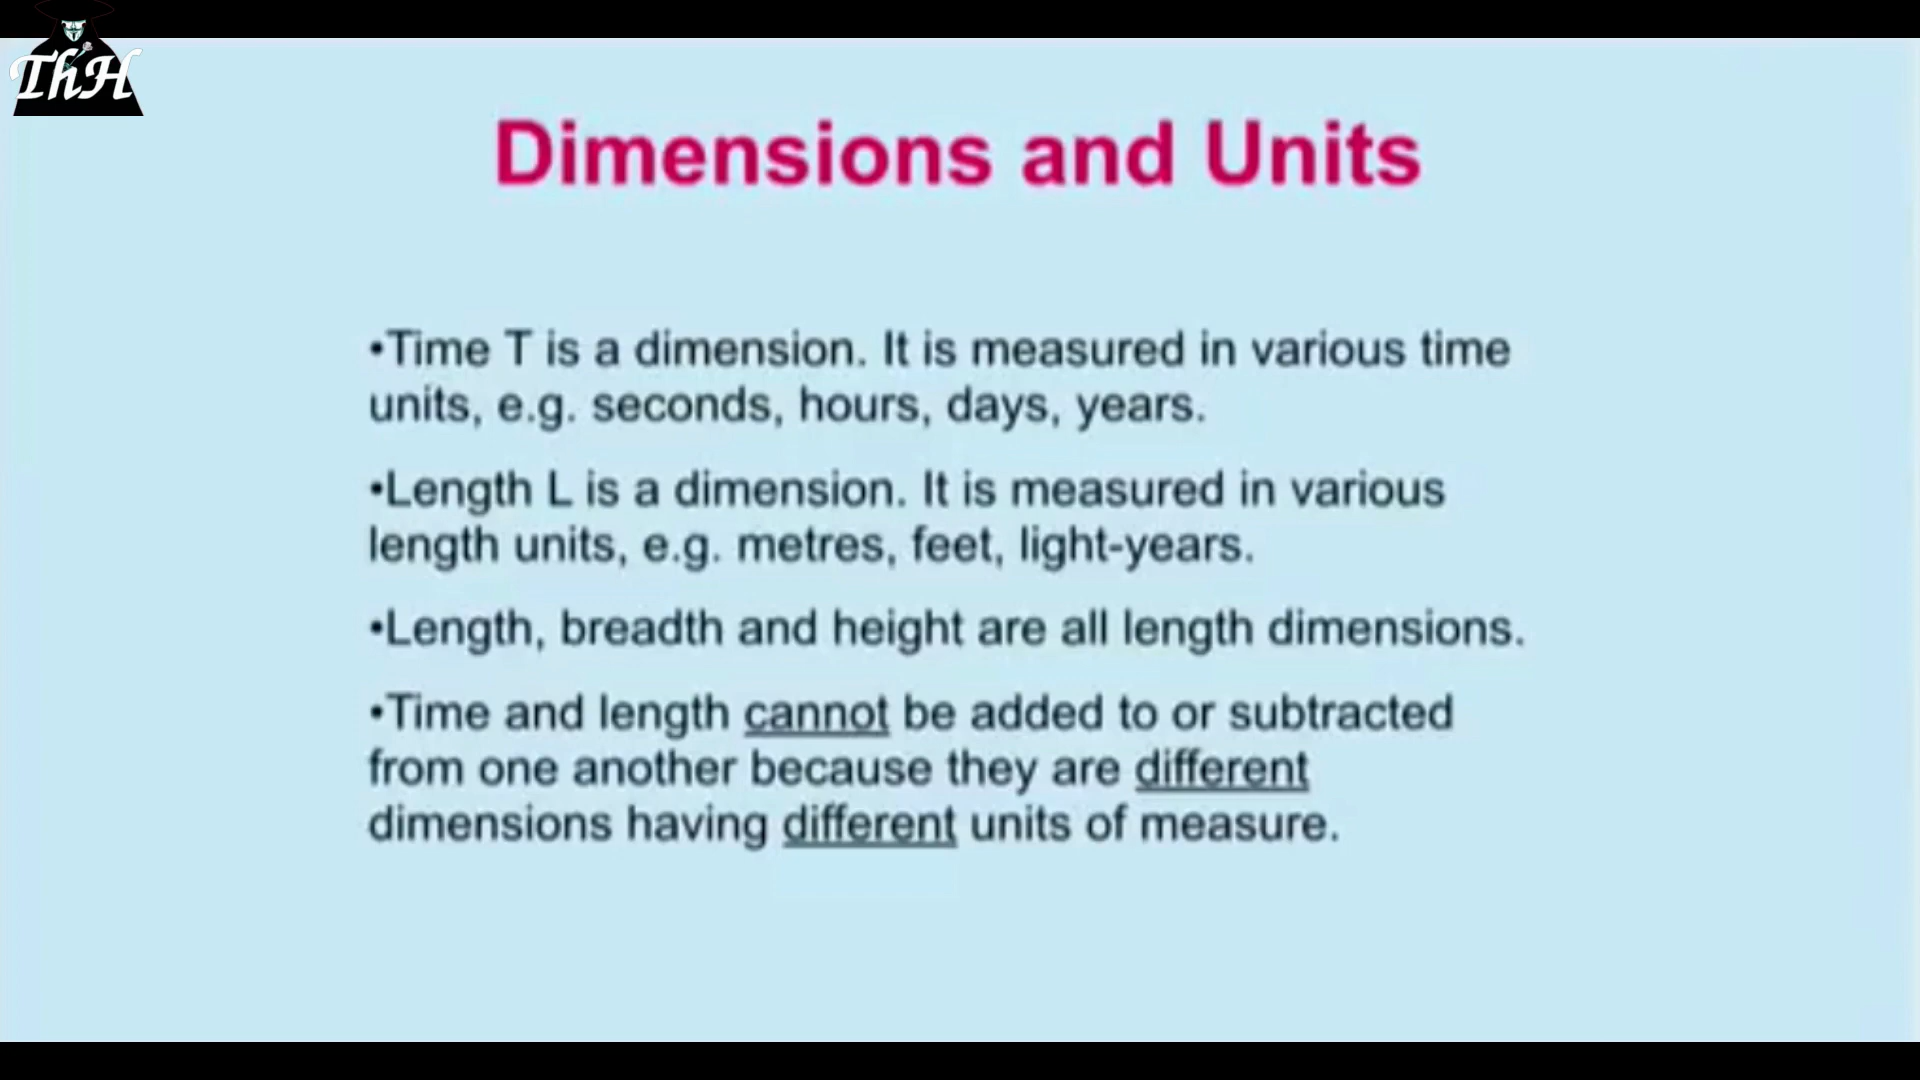 ThH
Dimensions and Units
•Time T is a dimension. It is measured in various time
units, e.g. seconds, hours, days, years.
•Length L is a dimension. It is measured in various
length units, e.g. metres, feet, light-years.
•Length, breadth and height are all length dimensions.
•Time and length cannot be added to or subtracted
from one another because they are different
dimensions having different units of measure.